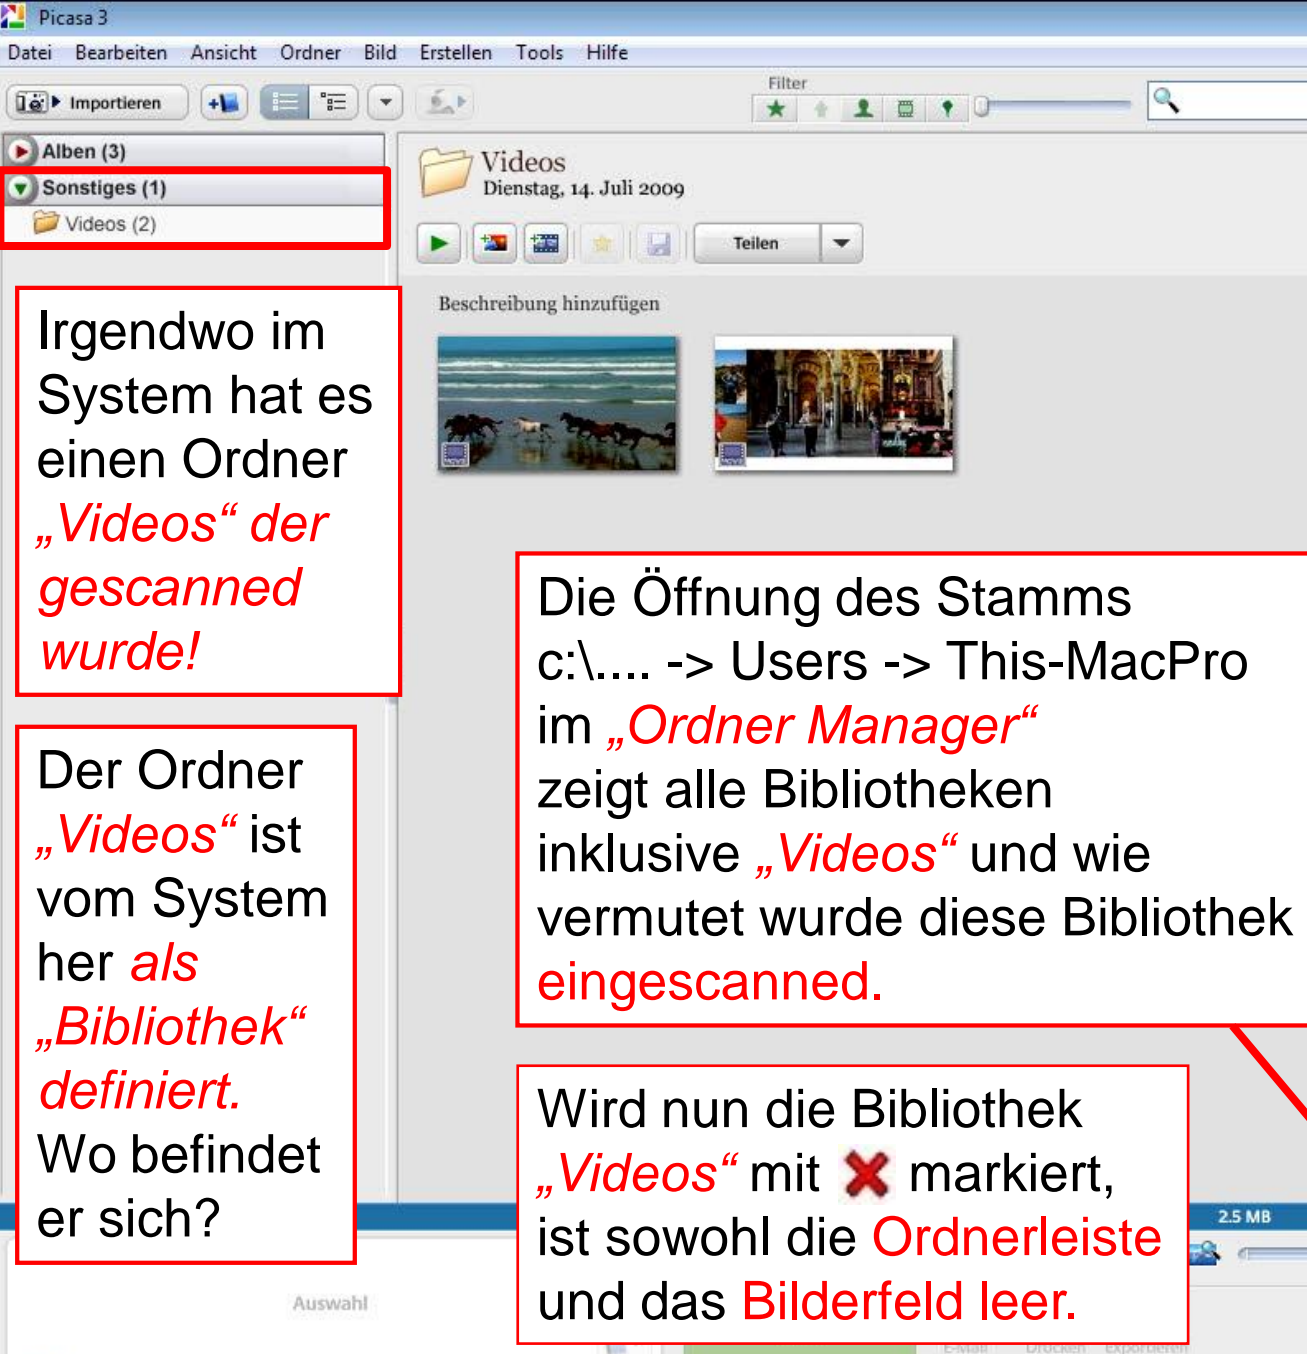 Picasa 3
Datei Bearbeiten Ansicht Ordner Bild Erstellen Tools Hilfe
Importieren
Filter
Alben (3)
Sonstiges (1)
Videos (2)
Videos
Dienstag, 14. Juli 2009
Teilen
Beschreibung hinzufügen
Irgendwo im
System hat es
einen Ordner
„Videos“ der
gescanned
wurde!
Der Ordner
„Videos“ ist
vom System
her als
„Bibliothek“
definiert.
Wo befindet
er sich?
Die Öffnung des Stamms
c:\.... -> Users -> This-MacPro
im „Ordner Manager“
zeigt alle Bibliotheken
inklusive „Videos“ und wie
vermutet wurde diese Bibliothek
eingescanned.
Wird nun die Bibliothek
„Videos“ mit markiert,
ist sowohl die Ordnerleiste
und das Bilderfeld leer.
2.5 MB
Auswahl
E-Mail Drucken Exportieren